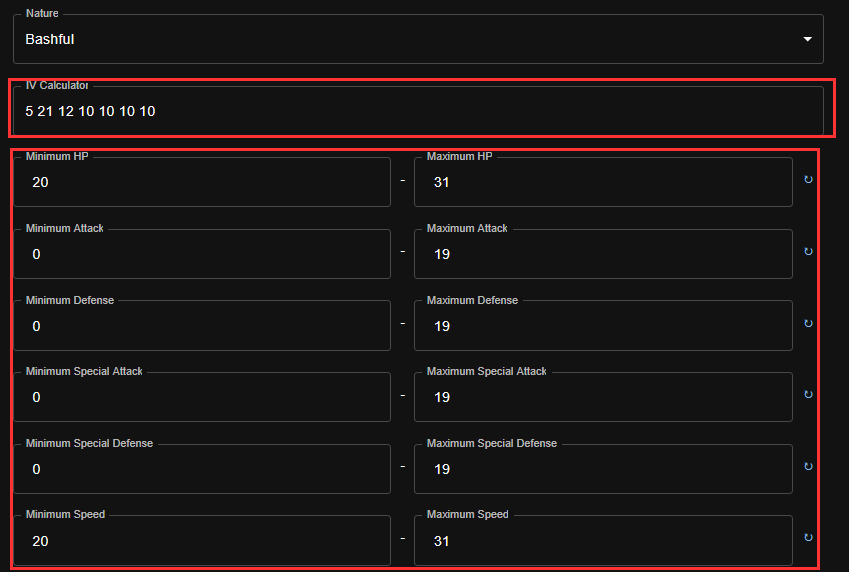 Nature
Bashful
IV Calculator
5 21 12 10 10 10 10
Minimum HP Maximum HP
20 - 31
Minimum Attack Maximum Attack
0 - 19
Minimum Defense Maximum Defense
0 - 19
Minimum Special Attack Maximum Special Attack
0 - 19
Minimum Special Defense Maximum Special Defense
0 - 19
Minimum Speed Maximum Speed
20 - 31